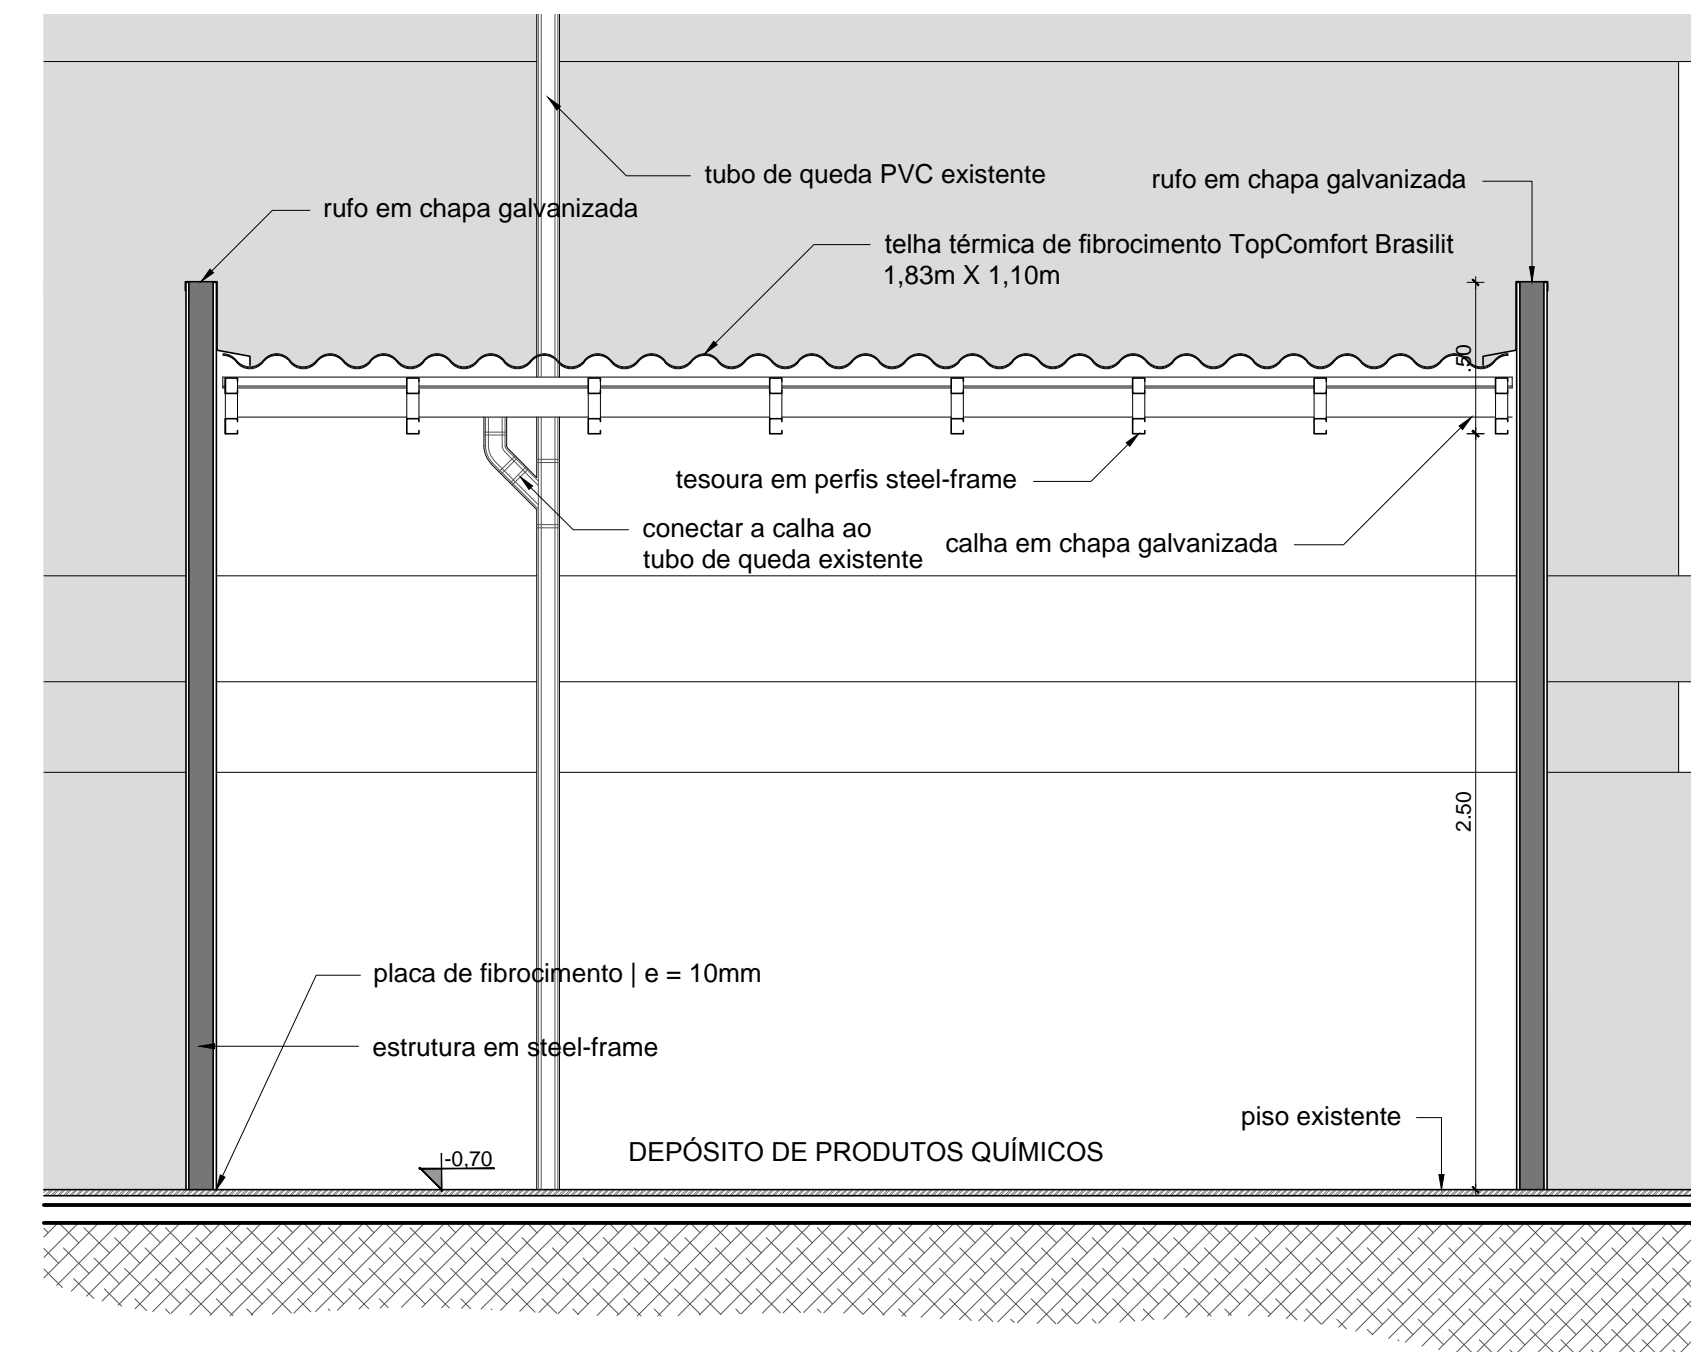 tubo de queda PVC existente
rufo em chapa galvanizada
rufo em chapa galvanizada
telha térmica de fibrocimento TopComfort Brasilit
1,83m X 1,10m
.50
tesoura em perfis steel-frame
conectar a calha ao
tubo de queda existente
calha em chapa galvanizada
2.50
placa de fibrocimento | e = 10mm
estrutura em steel-frame
piso existente
DEPÓSITO DE PRODUTOS QUÍMICOS
-0,70